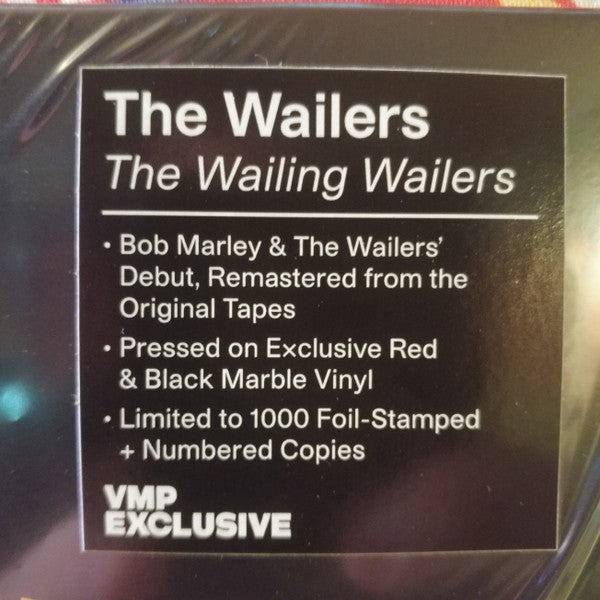 The Wailers
The Wailing Wailers
• Bob Marley & The Wailers’
Debut, Remastered from the
Original Tapes
• Pressed on Exclusive Red
& Black Marble Vinyl
• Limited to 1000 Foil-Stamped
+ Numbered Copies
VMP
EXCLUSIVE